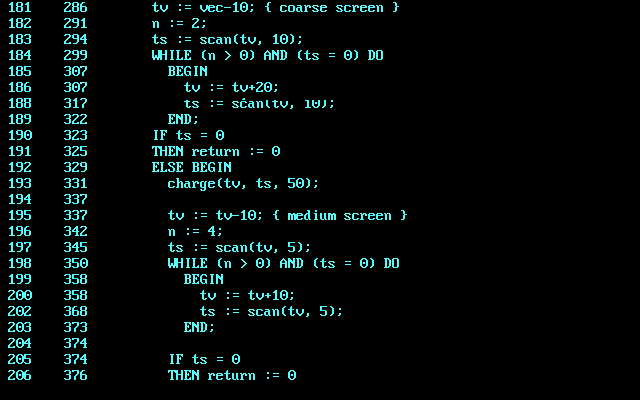 181 286 tv := vec-10; { coarse screen }
182 291 n := 2;
183 294 ts := scan(tv, 10);
184 299 WHILE (n > 0) AND (ts = 0) DO
185 307 BEGIN
186 307 tv := tv+20;
188 317 ts := scan(tv, 10);
189 322 END;
190 323 IF ts = 0
191 325 THEN return := 0
192 329 ELSE BEGIN
193 331 charge(tv, ts, 50);
194 337
195 337 tv := tv-10; { medium screen }
196 342 n := 4;
197 345 ts := scan(tv, 5);
198 350 WHILE (n > 0) AND (ts = 0) DO
199 358 BEGIN
200 358 tv := tv+10;
202 368 ts := scan(tv, 5);
203 373 END;
204 374
205 374 IF ts = 0
206 376 THEN return := 0